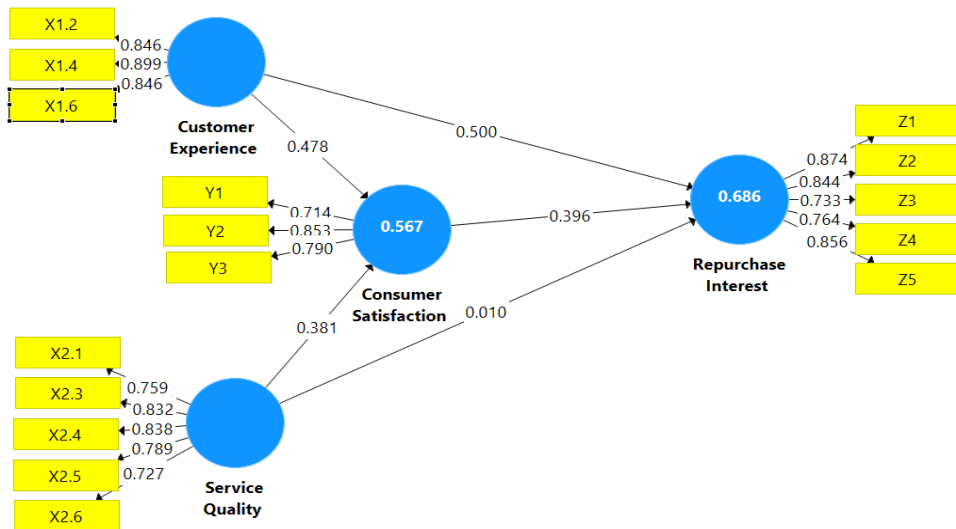 X1.2
0.846
X1.4
0.899
X1.6
0.846
Customer
Experience
0.478
0.500
Y1
0.714
Y2
0.853
Y3
0.790
0.567
Consumer
Satisfaction
0.396
0.686
Repurchase
Interest
Z1
0.874
Z2
0.844
Z3
0.733
Z4
0.764
Z5
0.856
0.381
0.010
X2.1
0.759
X2.3
0.832
X2.4
0.838
X2.5
0.789
X2.6
0.727
Service
Quality